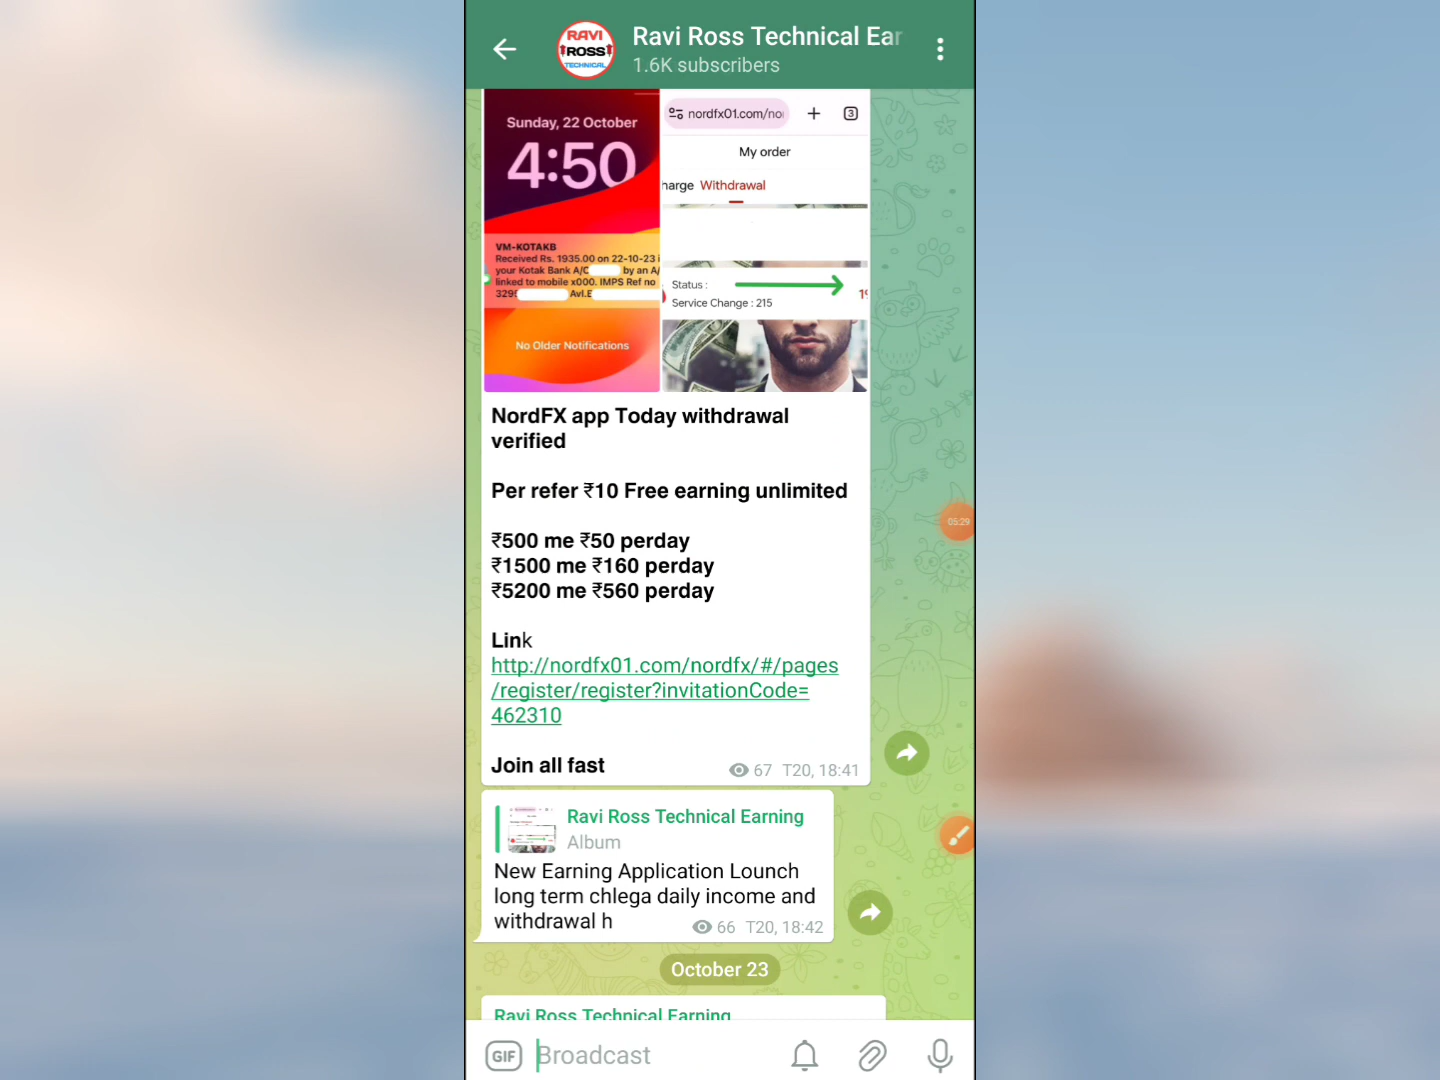 RAVI
ROSS
TECHNICAL
Ravi Ross Technical Ear
1.6K subscribers
Sunday, 22 October
4:50
VM-KOTAKB
Received Rs. 1935.00 on 22-10-23 i
your Kotak Bank A/C by an A/
linked to mobile x000. IMPS Ref no
329 Avl.
No Older Notifications
nordfx01.com/no
3
My order
harge Withdrawal
Status :
Service Change : 215
NordFX app Today withdrawal
verified
Per refer ₹10 Free earning unlimited
₹500 me ₹50 perday
₹1500 me ₹160 perday
₹5200 me ₹560 perday
Link
http://nordfx01.com/nordfx/#/pages
/register/register?invitationCode=
462310
Join all fast
67 T20, 18:41
05:29
Ravi Ross Technical Earning
Album
New Earning Application Lounch
long term chlega daily income and
withdrawal h
66 T20, 18:42
October 23
Ravi Ross Technical Earning
GIF
Broadcast